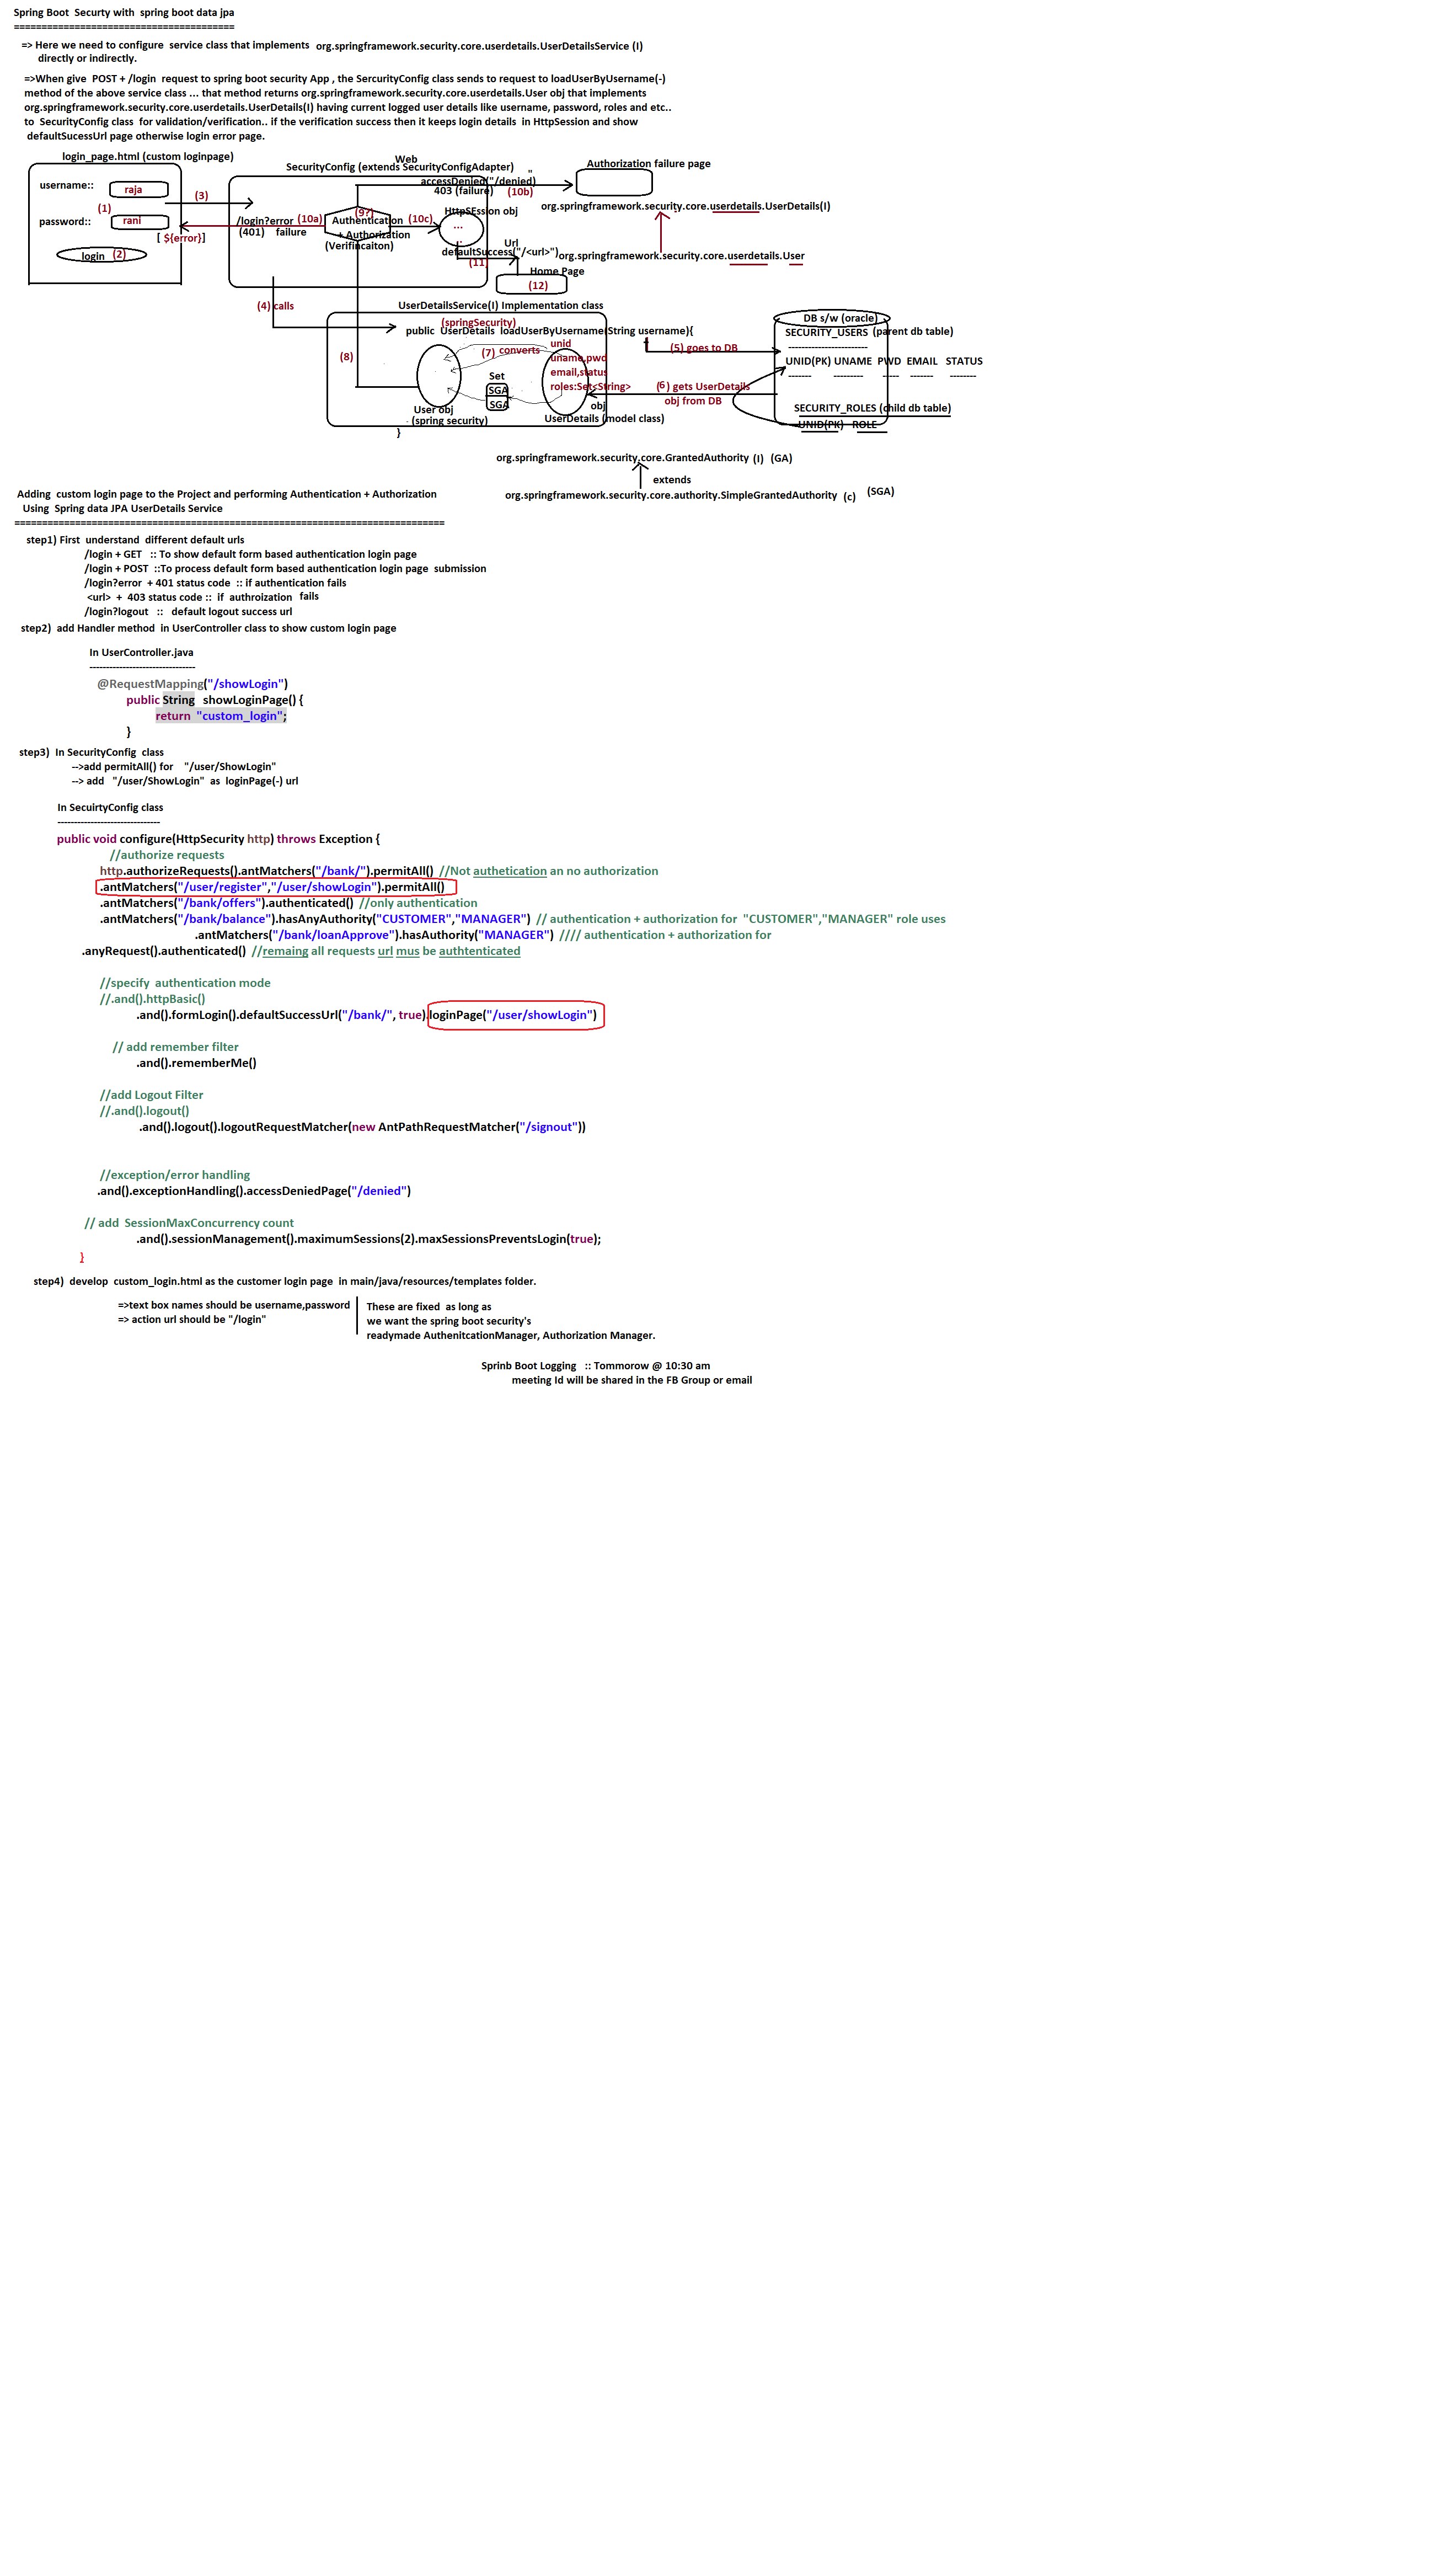 Spring Boot  Securty with  spring boot data jpa
========================================
=> Here we need to configure  service class that implements  org.springframework.security.core.userdetails.UserDetailsService (I)
directly or indirectly.
=>When give  POST + /login  request to spring boot security App , the SercurityConfig class sends to request to loadUserByUsername(-)
method of the above service class ... that method returns org.springframework.security.core.userdetails.User obj that implements
org.springframework.security.core.userdetails.UserDetails(I) having current logged user details like username, password, roles and etc..
to  SecurityConfig class  for validation/verification.. if the verification success then it keeps login details  in HttpSession and show
defaultSucessUrl page otherwise login error page.
login_page.html (custom loginpage)
Web
SecurityConfig (extends SecurityConfigAdapter)
Authorization failure page
username::
raja
(3)
"
accessDenied("/denied)
403 (failure)
(10b)
(1)
password::
rani
[ ${error}]
login
(2)
/login?error
(401)   failure
(10a)
(9?)
Authentication
+ Authorization
(Verifincaiton)
(10c)
HttpSEssion obj
...
Url
defaultSuccess("/<url>")
(11)
org.springframework.security.core.userdetails.UserDetails(I)
org.springframework.security.core.userdetails.User
Home Page
(12)
(4) calls
UserDetailsService(I) Implementation class
(springSecurity)
public  UserDetails  loadUserByUsername(String username){
(8)
(7)
converts
unid
uname,pwd
email,status
roles:Set<String>
Set
SGA
SGA
User obj
(spring security)
obj
UserDetails (model class)
}
(5) goes to DB
(6) gets UserDetails
obj from DB
DB s/w (oracle)
SECURITY_USERS (parent db table)
------------------------
UNID(PK) UNAME  PWD  EMAIL   STATUS
-------   ---------   -----   -------   --------
SECURITY_ROLES (child db table)
UNID(PK)   ROLE
org.springframework.security.core.GrantedAuthority (I)  (GA)
extends
org.springframework.security.core.authority.SimpleGrantedAuthority  (c)   (SGA)
Adding  custom login page to the Project and performing Authentication + Authorization
Using  Spring data JPA UserDetails Service
==============================================================================
step1) First  understand  different default urls
/login + GET   :: To show default form based authentication login page
/login + POST  ::To process default form based authentication login page  submission
/login?error  + 401 status code  :: if authentication fails
<url>  +  403 status code ::  if  authroization  fails
/login?logout   ::   default logout success url
step2)  add Handler method  in UserController class to show custom login page
In UserController.java
--------------------------------
@RequestMapping("/showLogin")
public String  showLoginPage() {
return  "custom_login";
}
step3)  In SecurityConfig  class
-->add permitAll() for    "/user/ShowLogin"
--> add   "/user/ShowLogin"  as  loginPage(-) url
In SecuirtyConfig class
-------------------------------
public void configure(HttpSecurity http) throws Exception {
//authorize requests
http.authorizeRequests().antMatchers("/bank/").permitAll()  //Not authetication an no authorization
.antMatchers("/user/register","/user/showLogin").permitAll()
.antMatchers("/bank/offers").authenticated()  //only authentication
.antMatchers("/bank/balance").hasAnyAuthority("CUSTOMER","MANAGER")  // authentication + authorization for  "CUSTOMER","MANAGER" role uses
.antMatchers("/bank/loanApprove").hasAuthority("MANAGER")  //// authentication + authorization for
.anyRequest().authenticated()  //remaing all requests url mus be authtenticated
//specify  authentication mode
//.and().httpBasic()
.and().formLogin().defaultSuccessUrl("/bank/", true).loginPage("/user/showLogin")
// add remember filter
.and().rememberMe()
//add Logout Filter
//.and().logout()
.and().logout().logoutRequestMatcher(new AntPathRequestMatcher("/signout"))
//exception/error handling
.and().exceptionHandling().accessDeniedPage("/denied")
// add  SessionMaxConcurrency count
.and().sessionManagement().maximumSessions(2).maxSessionsPreventsLogin(true);
}
step4)  develop  custom_login.html as the customer login page  in main/java/resources/templates folder.
=>text box names should be username,password
=> action url should be "/login"
These are fixed  as long as
we want the spring boot security's
readymade AuthenitcationManager, Authorization Manager.
Sprinb Boot Logging   :: Tommorow @ 10:30 am
meeting Id will be shared in the FB Group or email